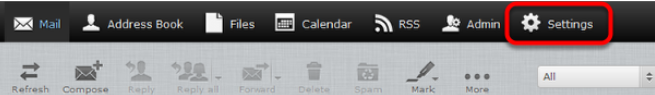 Mail Address Book Files Calendar RSS Admin Settings
Refresh Compose Reply Reply all Forward Delete Spam Mark More All